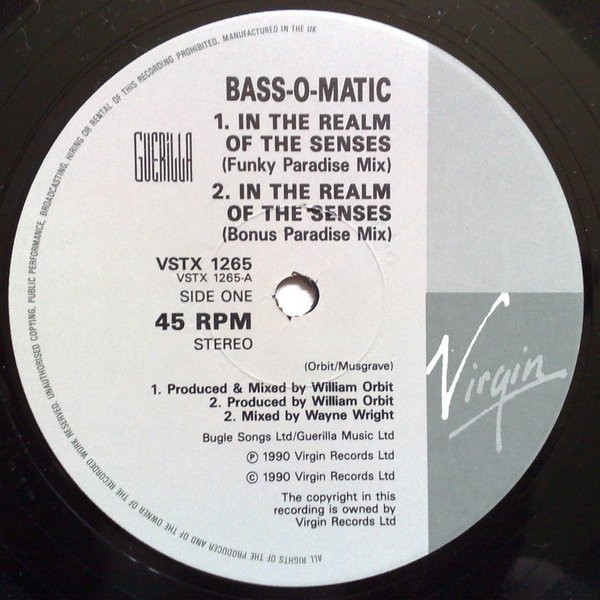 BASS-O-MATIC
1. IN THE REALM
OF THE SENSES
(Funky Paradise Mix)
2. IN THE REALM
OF THE SENSES
(Bonus Paradise Mix)
GUERILLA
VSTX 1265
VSTX 1265-A
SIDE ONE
45 RPM
STEREO
Virgin
(Orbit/Musgrave)
1. Produced & Mixed by William Orbit
2. Produced by William Orbit
2. Mixed by Wayne Wright
Bugle Songs Ltd/Guerilla Music Ltd
Ⓟ 1990 Virgin Records Ltd
© 1990 Virgin Records Ltd
The copyright in this
recording is owned by
Virgin Records Ltd
ALL RIGHTS OF THE PRODUCER AND OF THE OWNER OF THE RECORDED WORK RESERVED. UNAUTHORISED COPYING, PUBLIC PERFORMANCE, BROADCASTING, HIRING OR RENTAL OF THIS RECORDING PROHIBITED. MANUFACTURED IN THE UK